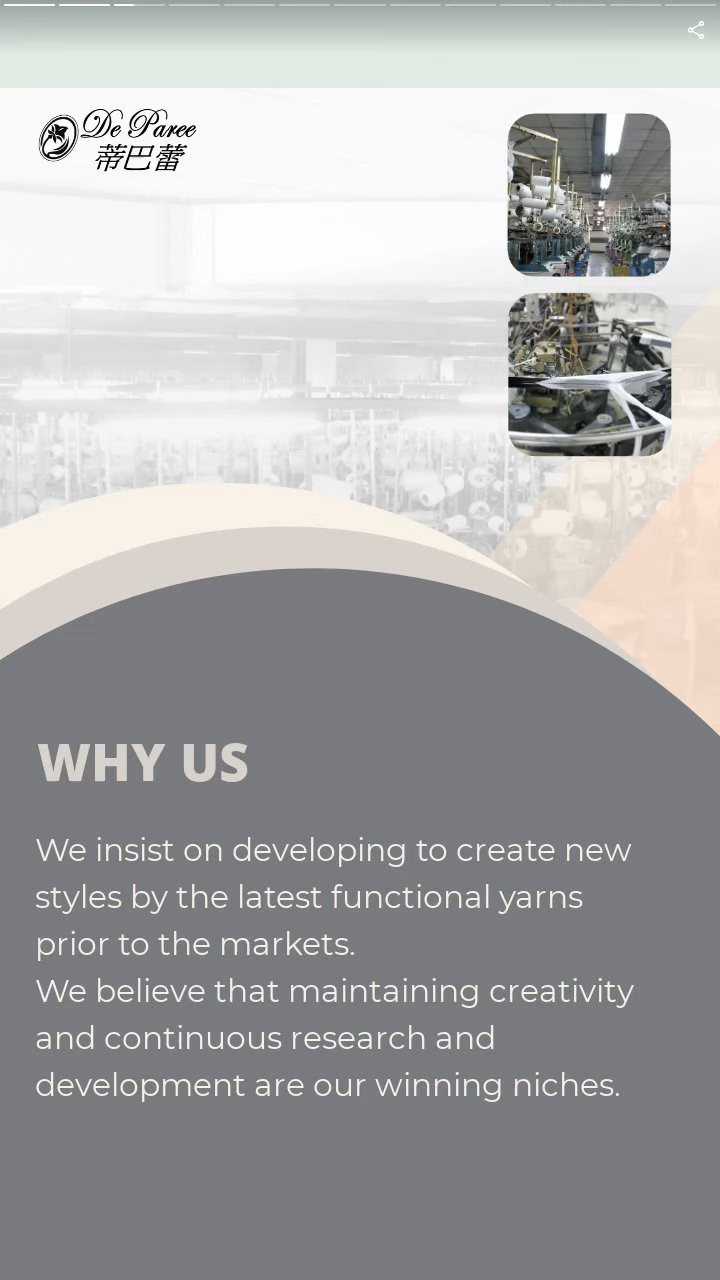 De Paree
蒂巴蕾
WHY US
We insist on developing to create new
styles by the latest functional yarns
prior to the markets.
We believe that maintaining creativity
and continuous research and
development are our winning niches.